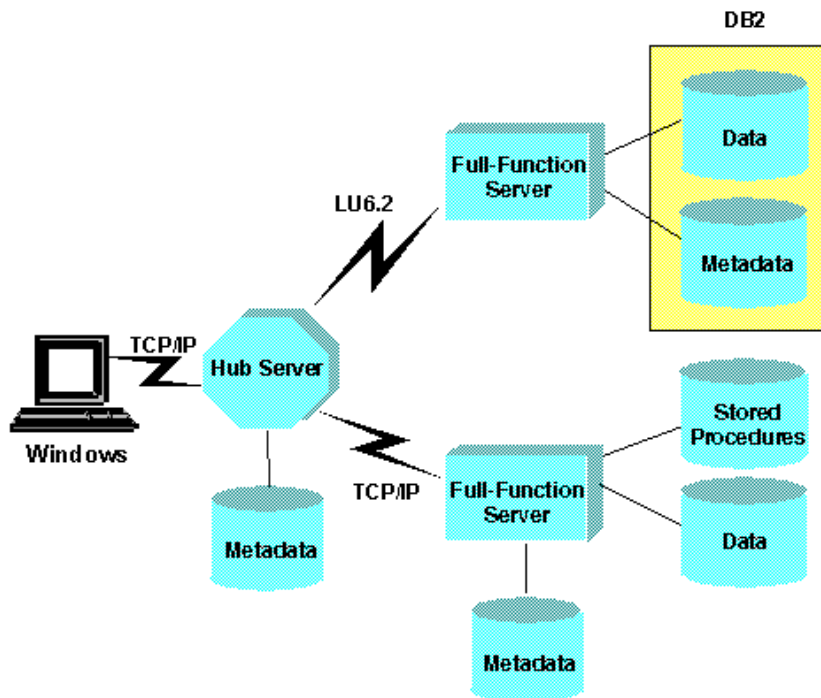 DB2
Data
Full-Function
Server
LU6.2
Metadata
TCP/IP
Hub Server
Windows
Stored
Procedures
TCP/IP
Full-Function
Server
Metadata
Data
Metadata